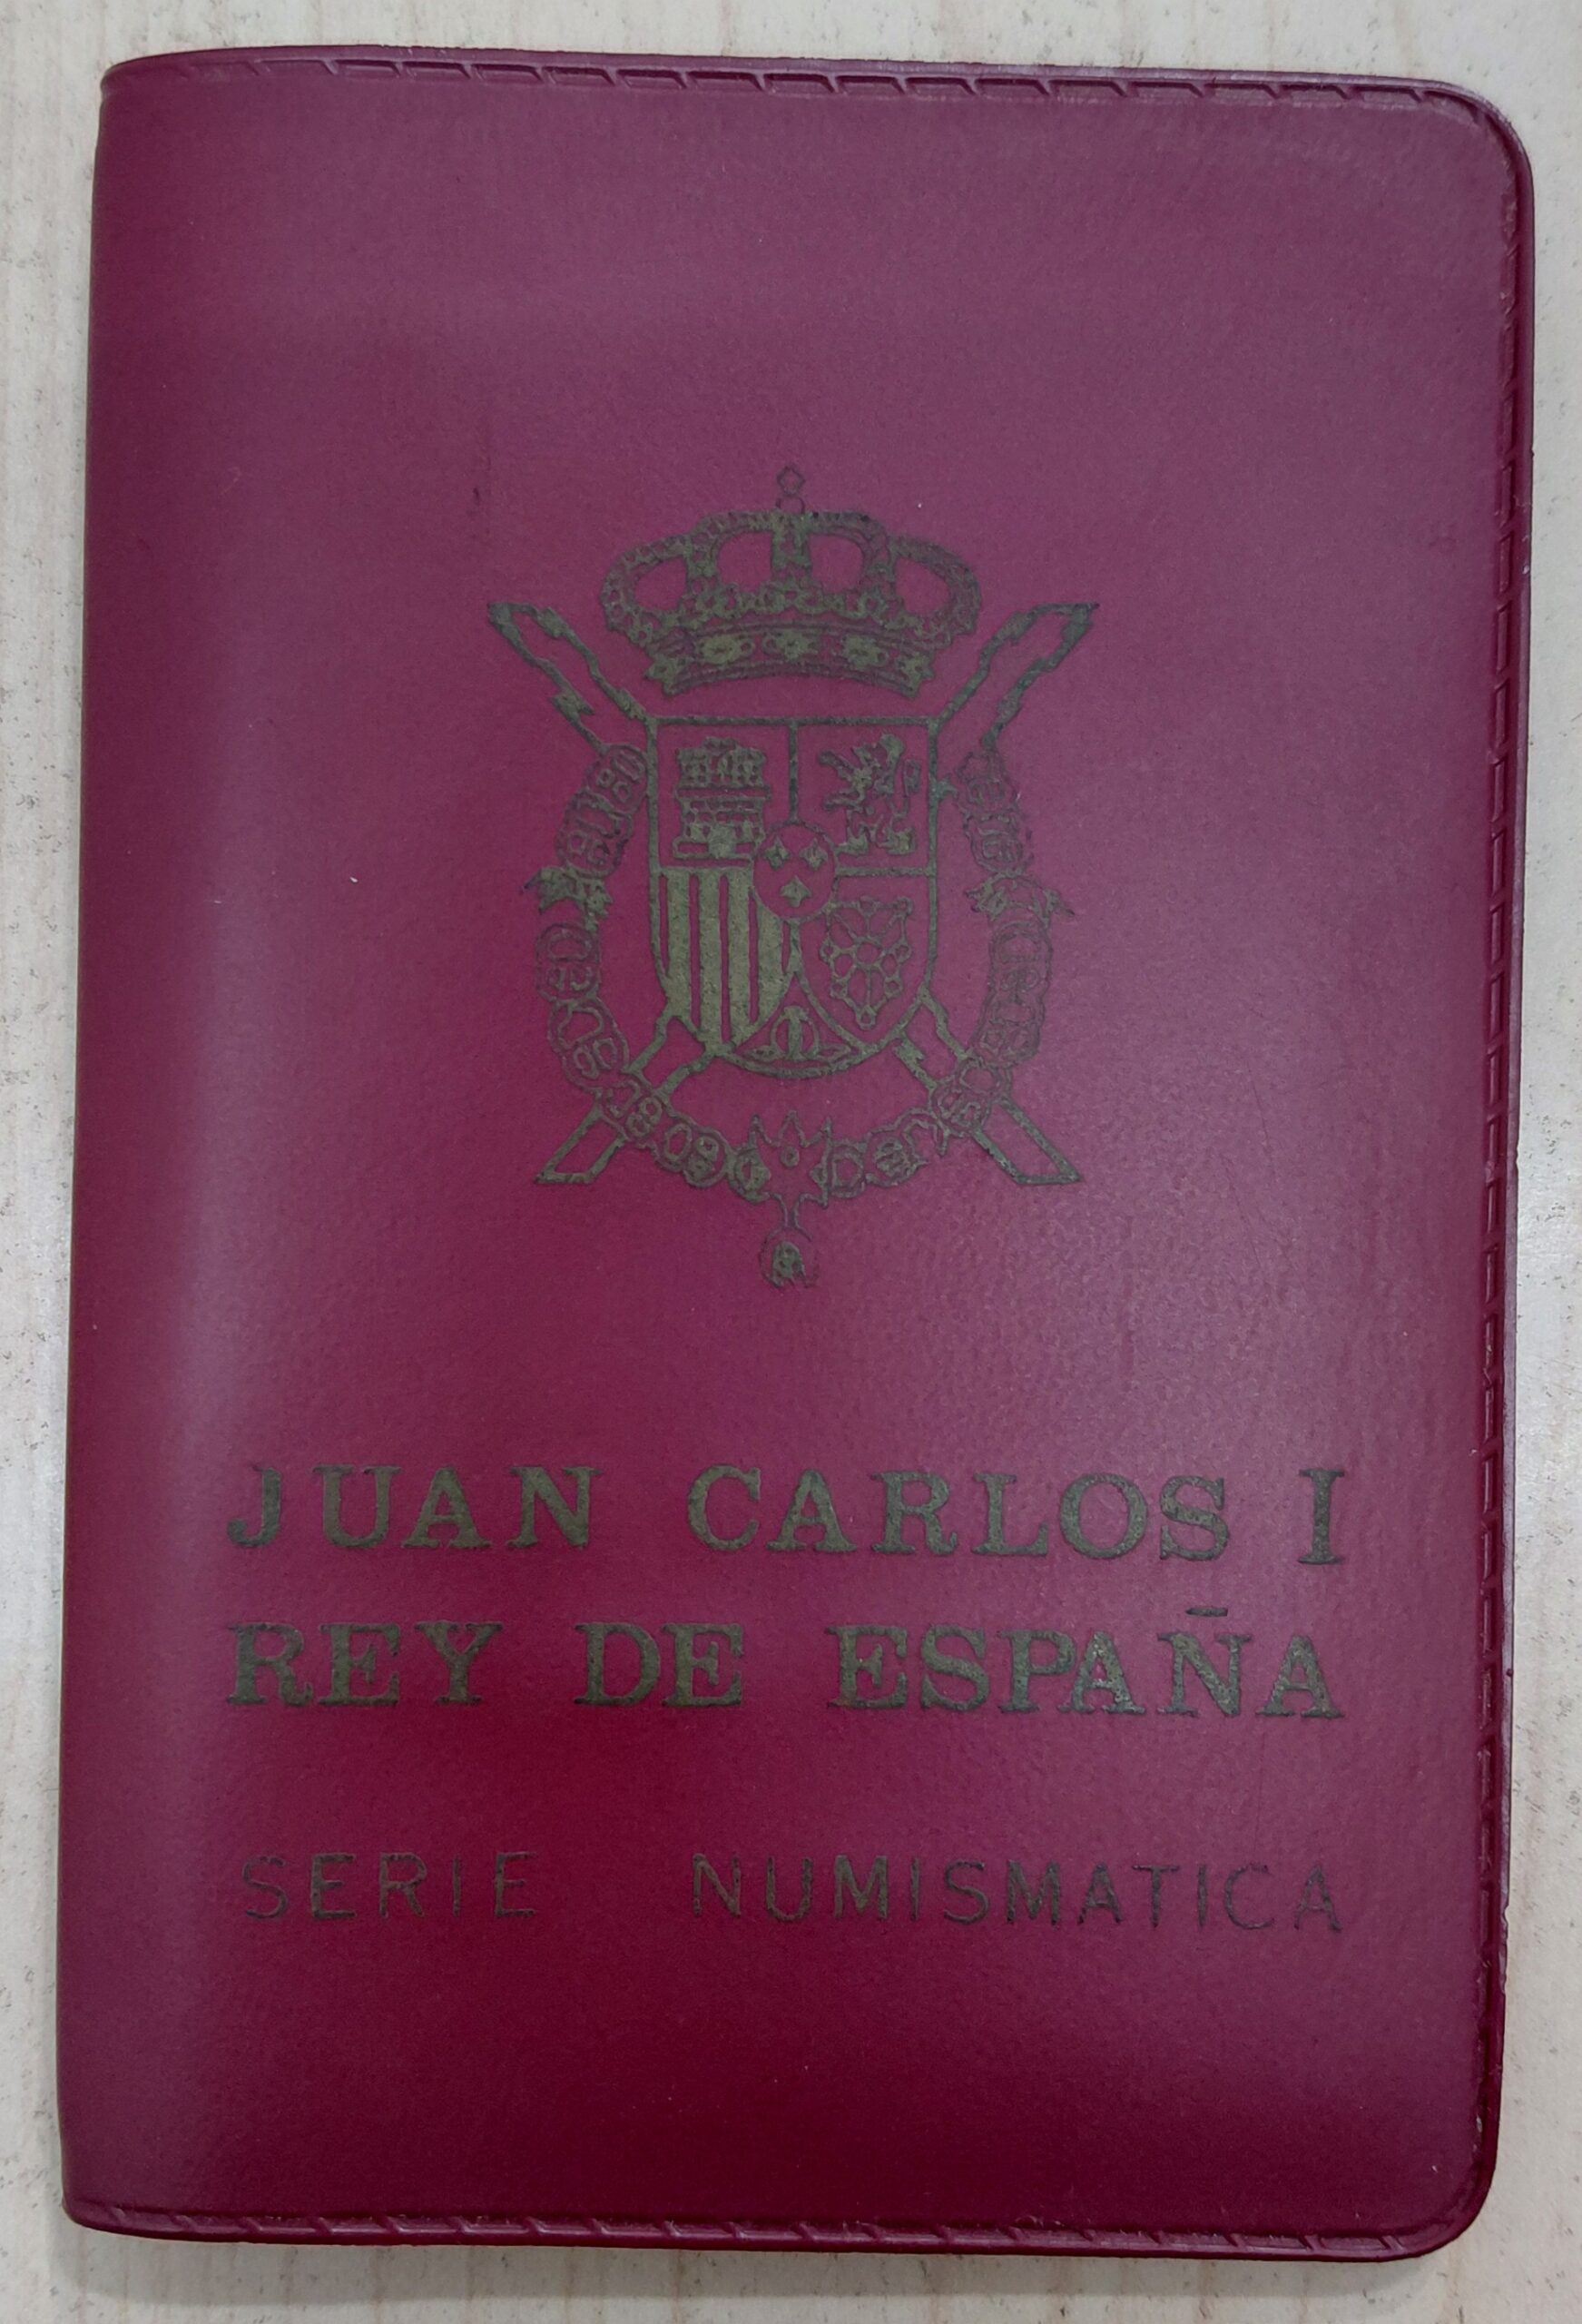 JUAN CARLOS I
REY DE ESPAÑA
SERIE NUMISMATICA